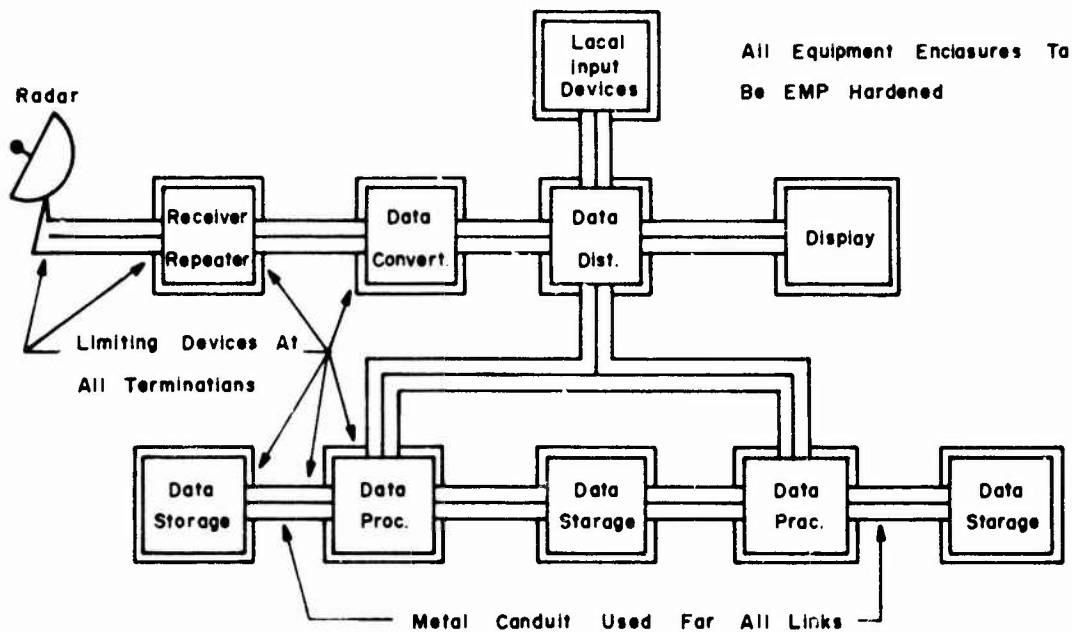 Lacal
Input
Devices
All Equipment Enclasures Ta
Be EMP Hardened
Radar
Receiver
Repeater
Data
Convert.
Data
Dist.
Display
Limiting Devices At
All Terminatians
Data
Storage
Data
Proc.
Data
Starage
Data
Prac.
Data
Starage
Metal Canduit Used Far All Links